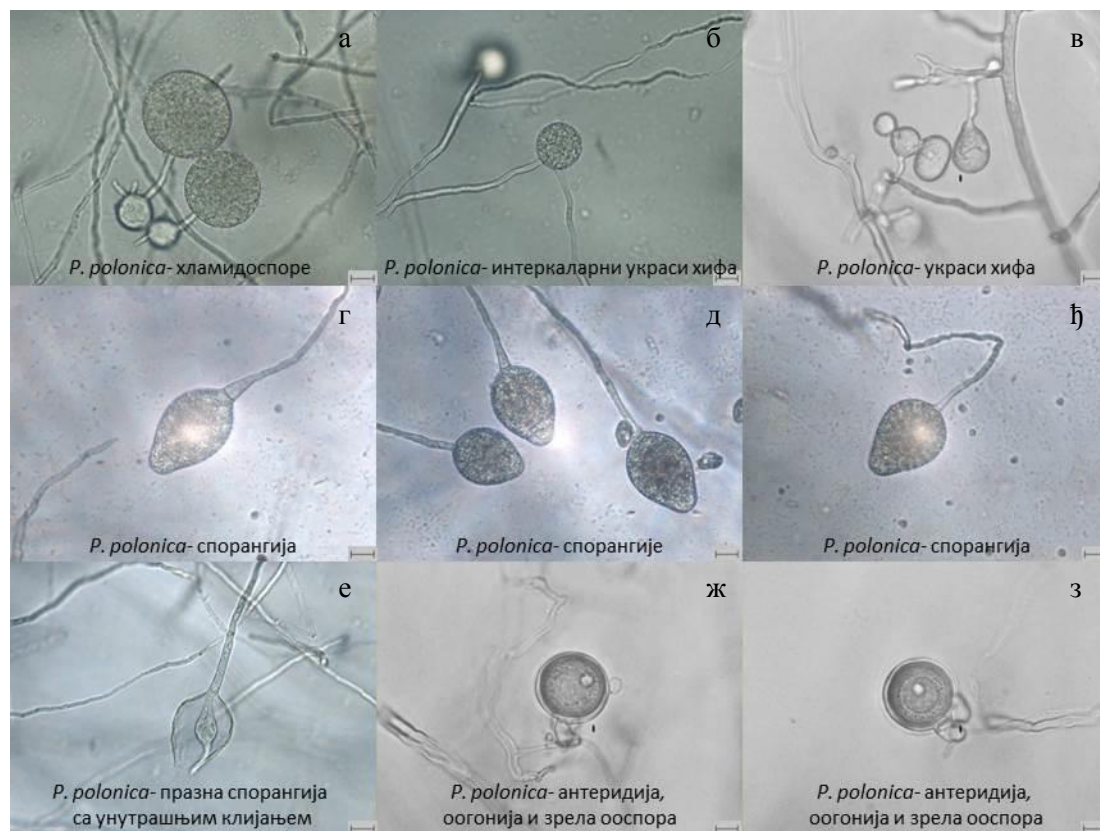 а
P. polonica- хламидоспоре
б
P. polonica- интеркаларни украси хифа
в
P. polonica- украси хифа
г
P. polonica- спорангија
д
P. polonica- спорангије
ђ
P. polonica- спорангија
е
P. polonica- празна спорангија
са унутрашњим клијањем
ж
P. polonica- антеридија,
оогонија и зрела ооспора
з
P. polonica- антеридија,
оогонија и зрела ооспора